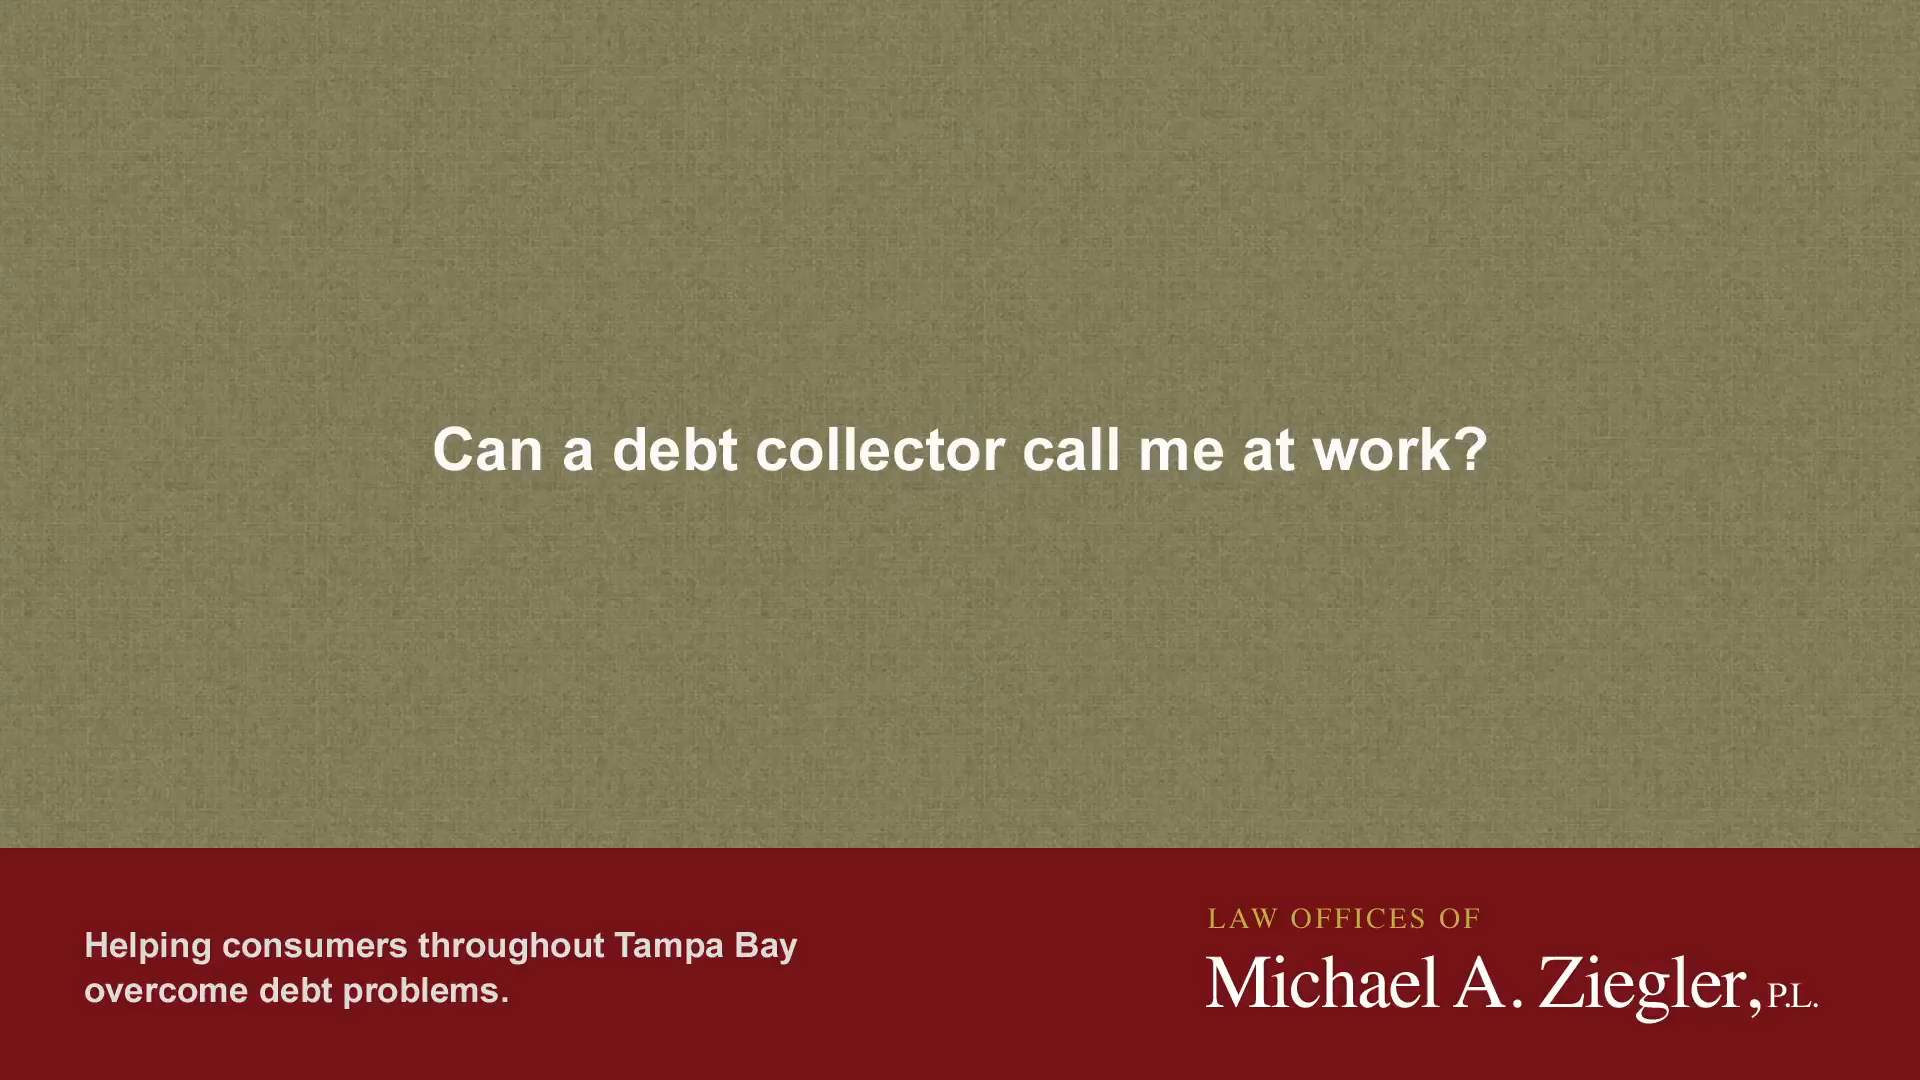 Can a debt collector call me at work?
Helping consumers throughout Tampa Bay
overcome debt problems.
LAW OFFICES OF
Michael A. Ziegler, P.L.